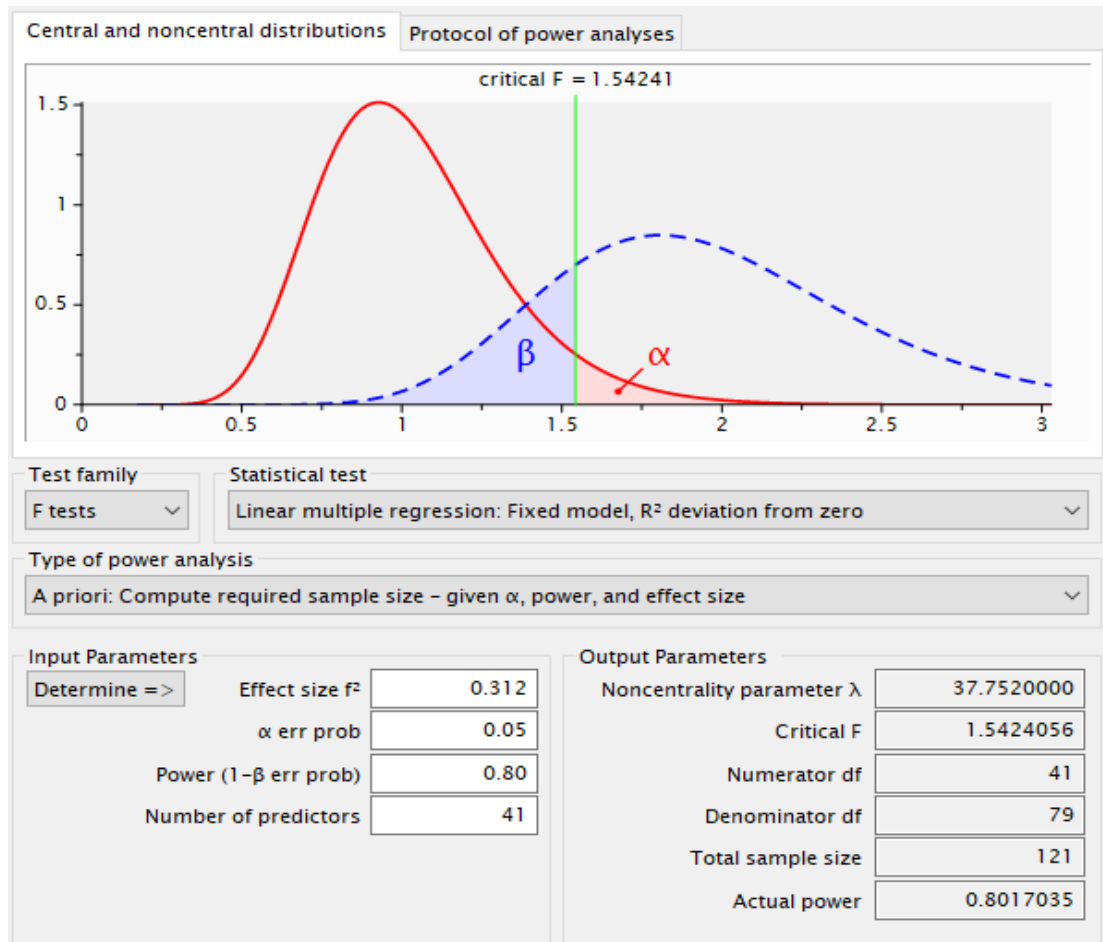 Central and noncentral distributions Protocol of power analyses
critical F = 1.54241
1.5
1
0.5
0
β
α
0 0.5 1 1.5 2 2.5 3
Test family Statistical test
F tests Linear multiple regression: Fixed model, R² deviation from zero
Type of power analysis
A priori: Compute required sample size – given α, power, and effect size
Input Parameters Output Parameters
Determine => Effect size f² 0.312 Noncentrality parameter λ 37.7520000
α err prob 0.05 Critical F 1.5424056
Power (1-β err prob) 0.80 Numerator df 41
Number of predictors 41 Denominator df 79
Total sample size 121
Actual power 0.8017035